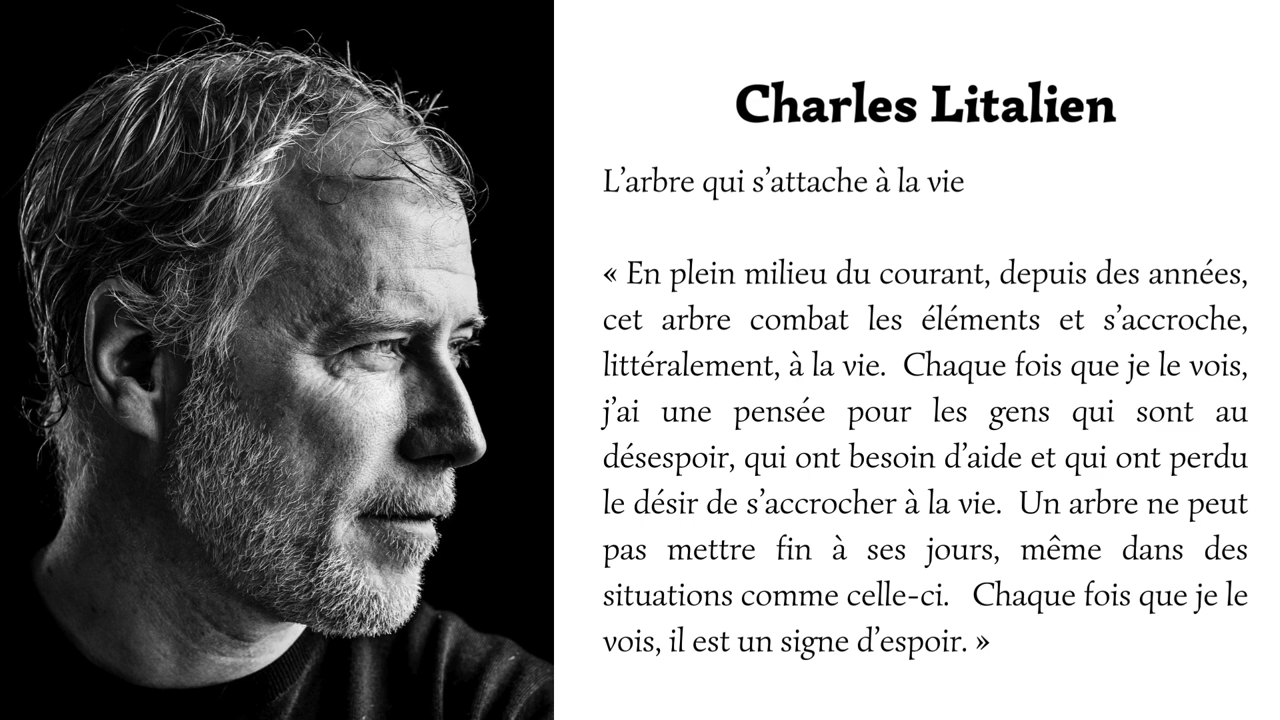 Charles Litalien
L’arbre qui s’attache à la vie
« En plein milieu du courant, depuis des années,
cet arbre combat les éléments et s’accroche,
littéralement, à la vie.  Chaque fois que je le vois,
j’ai une pensée pour les gens qui sont au
désespoir, qui ont besoin d’aide et qui ont perdu
le désir de s’accrocher à la vie.  Un arbre ne peut
pas mettre fin à ses jours, même dans des
situations comme celle-ci.   Chaque fois que je le
vois, il est un signe d’espoir. »